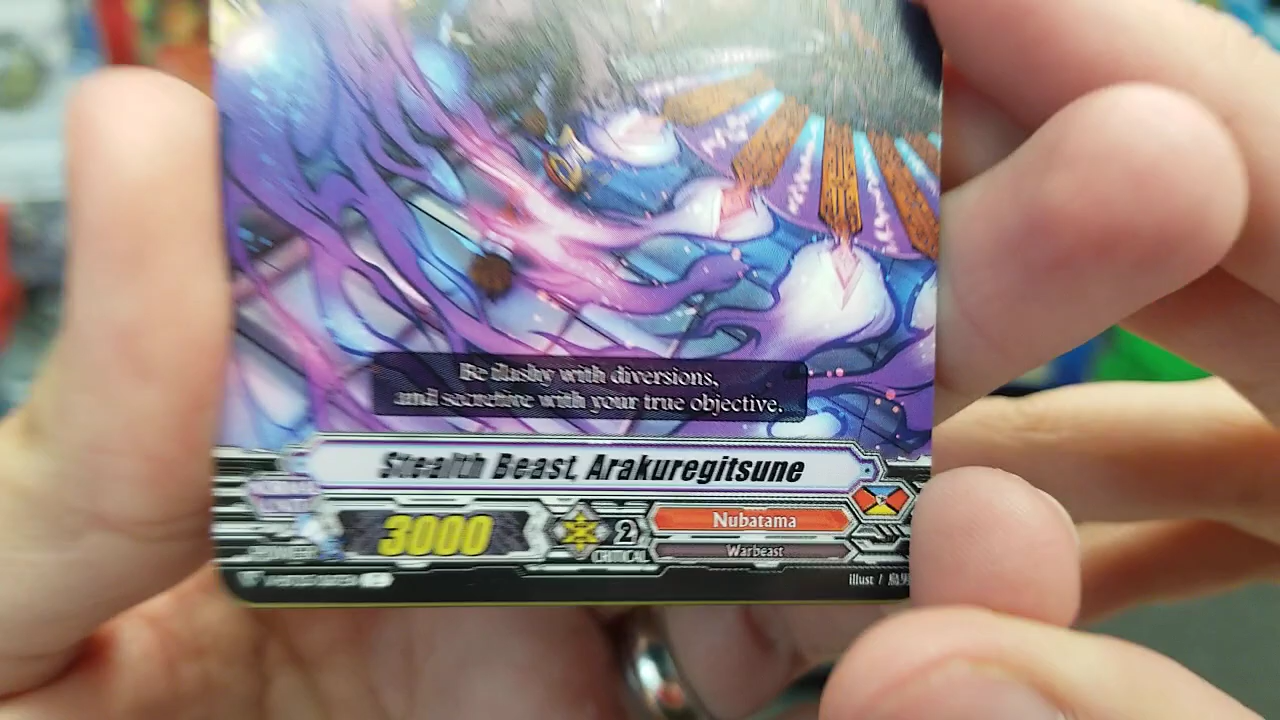 Be flashy with diversions,
and secretive with your true objective.
Stealth Beast, Arakuregitsune
3000
2
CRITICAL
Nubatama
POWER
Warbeast
illust /